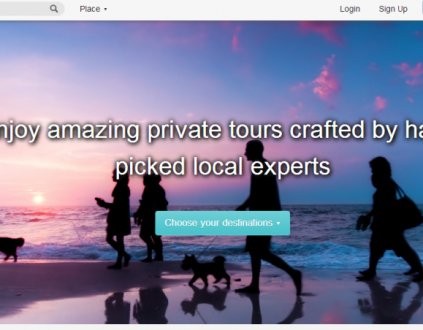 Place
Login
Sign Up
njoy amazing private tours crafted by ha
picked local experts
Choose your destinations